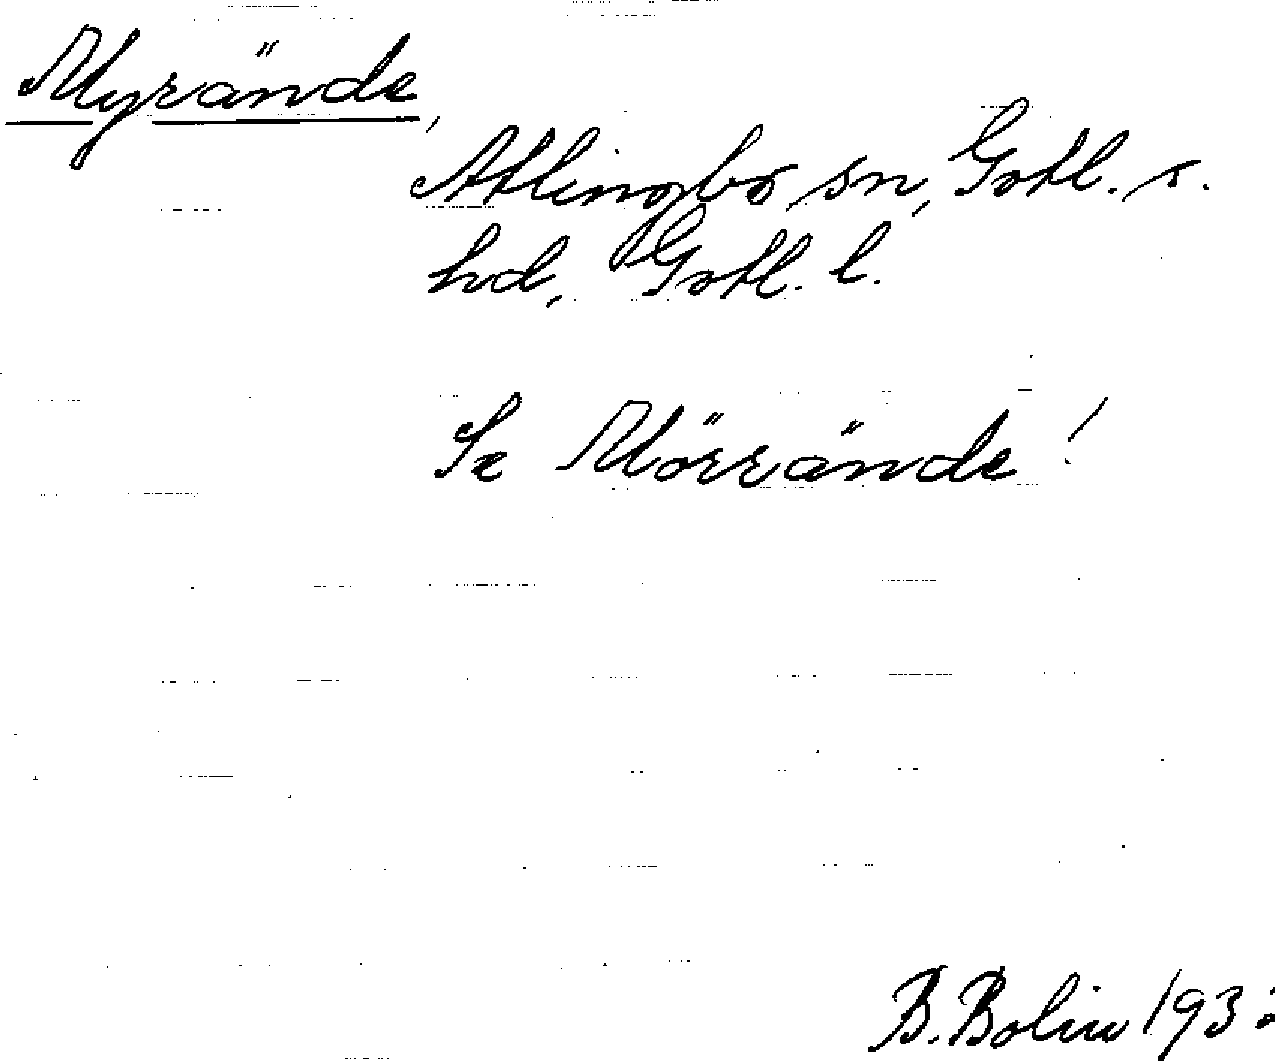 Myrände,
Atlingbo sn, Gotl. s.
hd, Gotl. l.
Se Mörrände!
B. Bolin 193